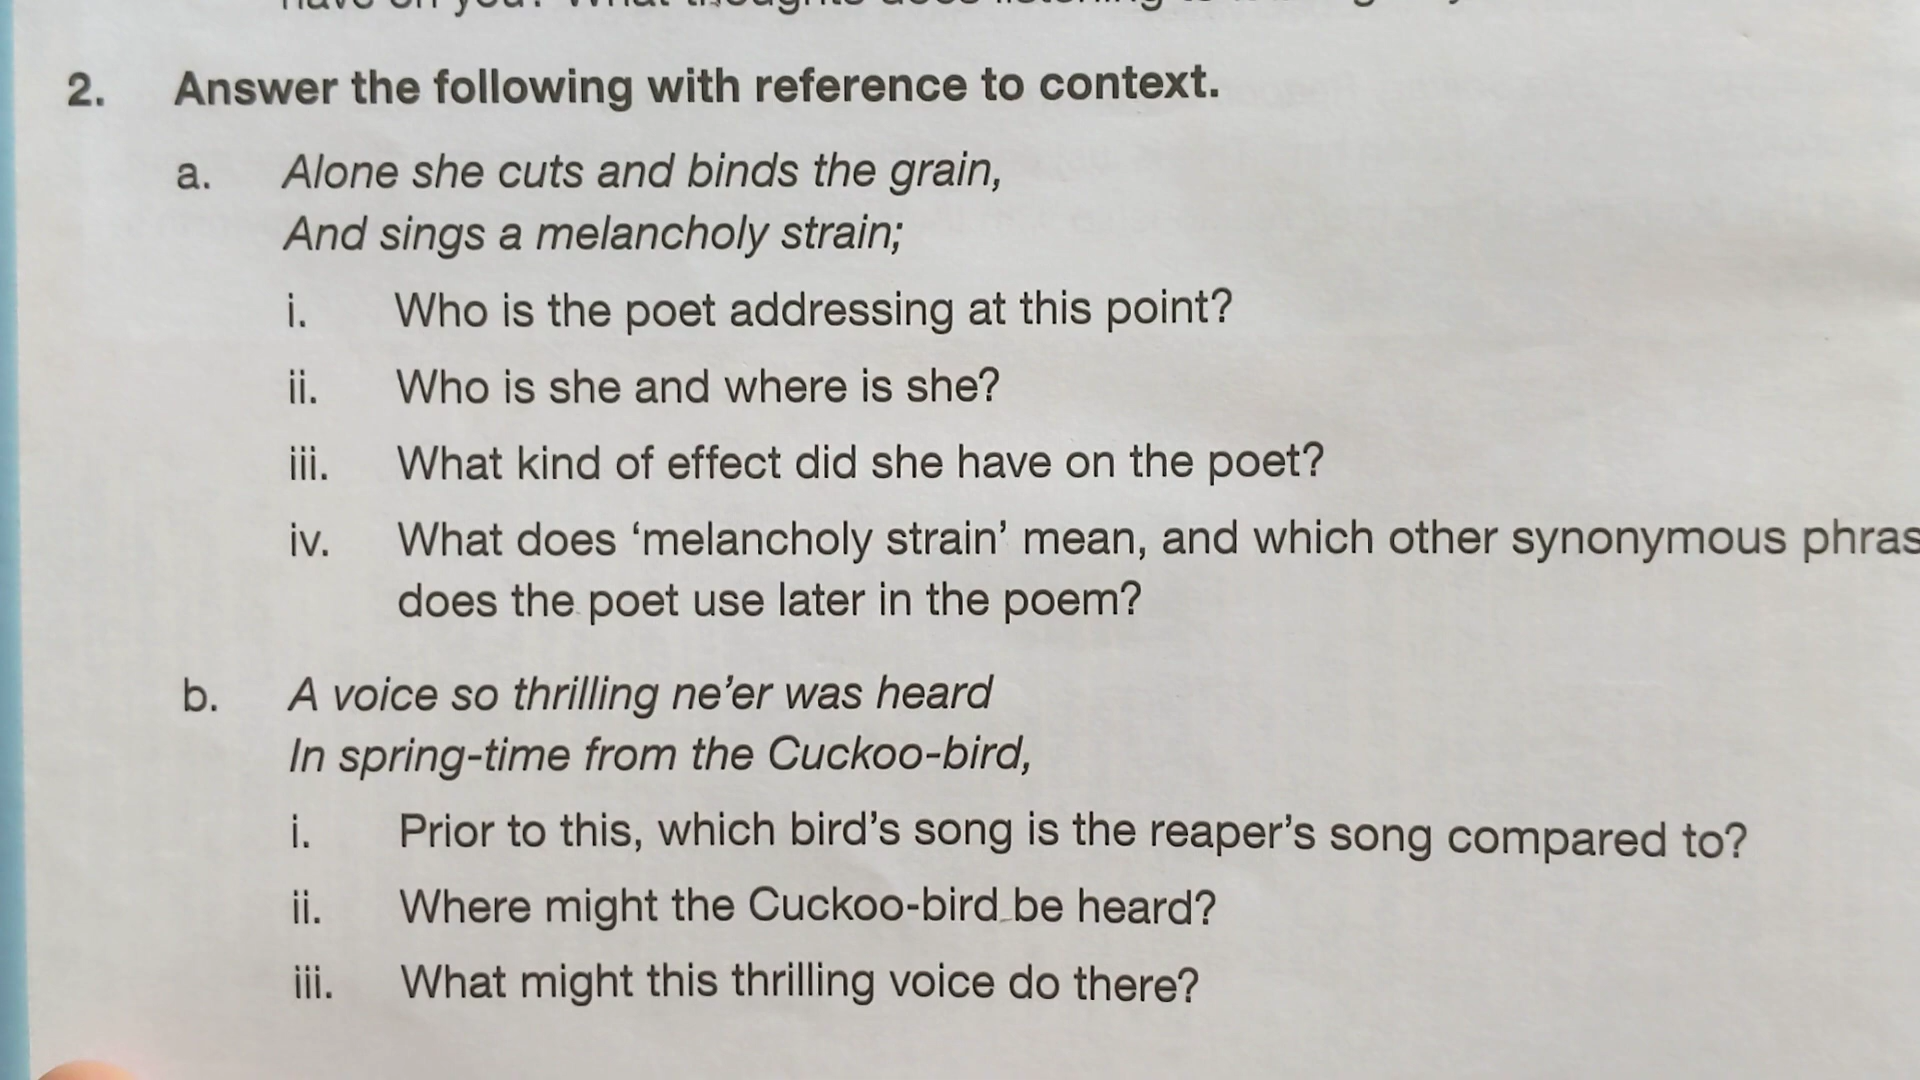 2. Answer the following with reference to context.
a. Alone she cuts and binds the grain,
And sings a melancholy strain;
i. Who is the poet addressing at this point?
ii. Who is she and where is she?
iii. What kind of effect did she have on the poet?
iv. What does ‘melancholy strain’ mean, and which other synonymous phras
does the poet use later in the poem?
b. A voice so thrilling ne’er was heard
In spring-time from the Cuckoo-bird,
i. Prior to this, which bird’s song is the reaper’s song compared to?
ii. Where might the Cuckoo-bird be heard?
iii. What might this thrilling voice do there?